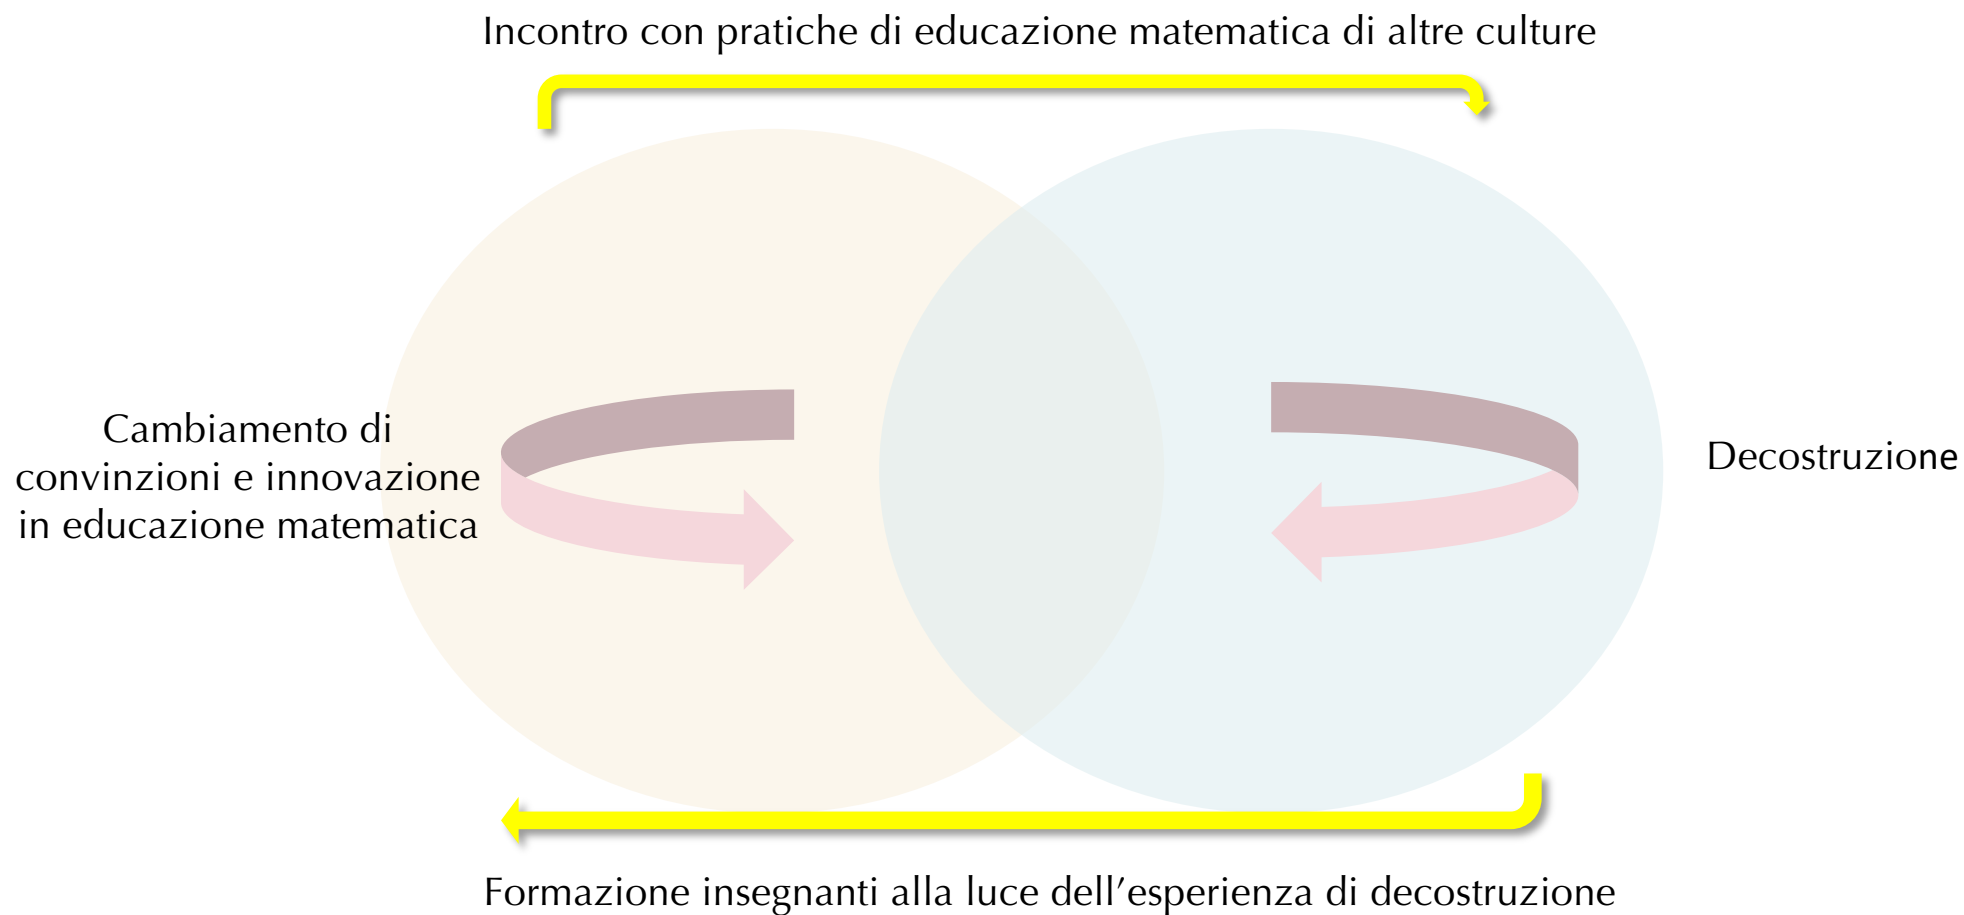 Incontro con pratiche di educazione matematica di altre culture
Cambiamento di
convinzioni e innovazione
in educazione matematica
Decostruzione
Formazione insegnanti alla luce dell’esperienza di decostruzione